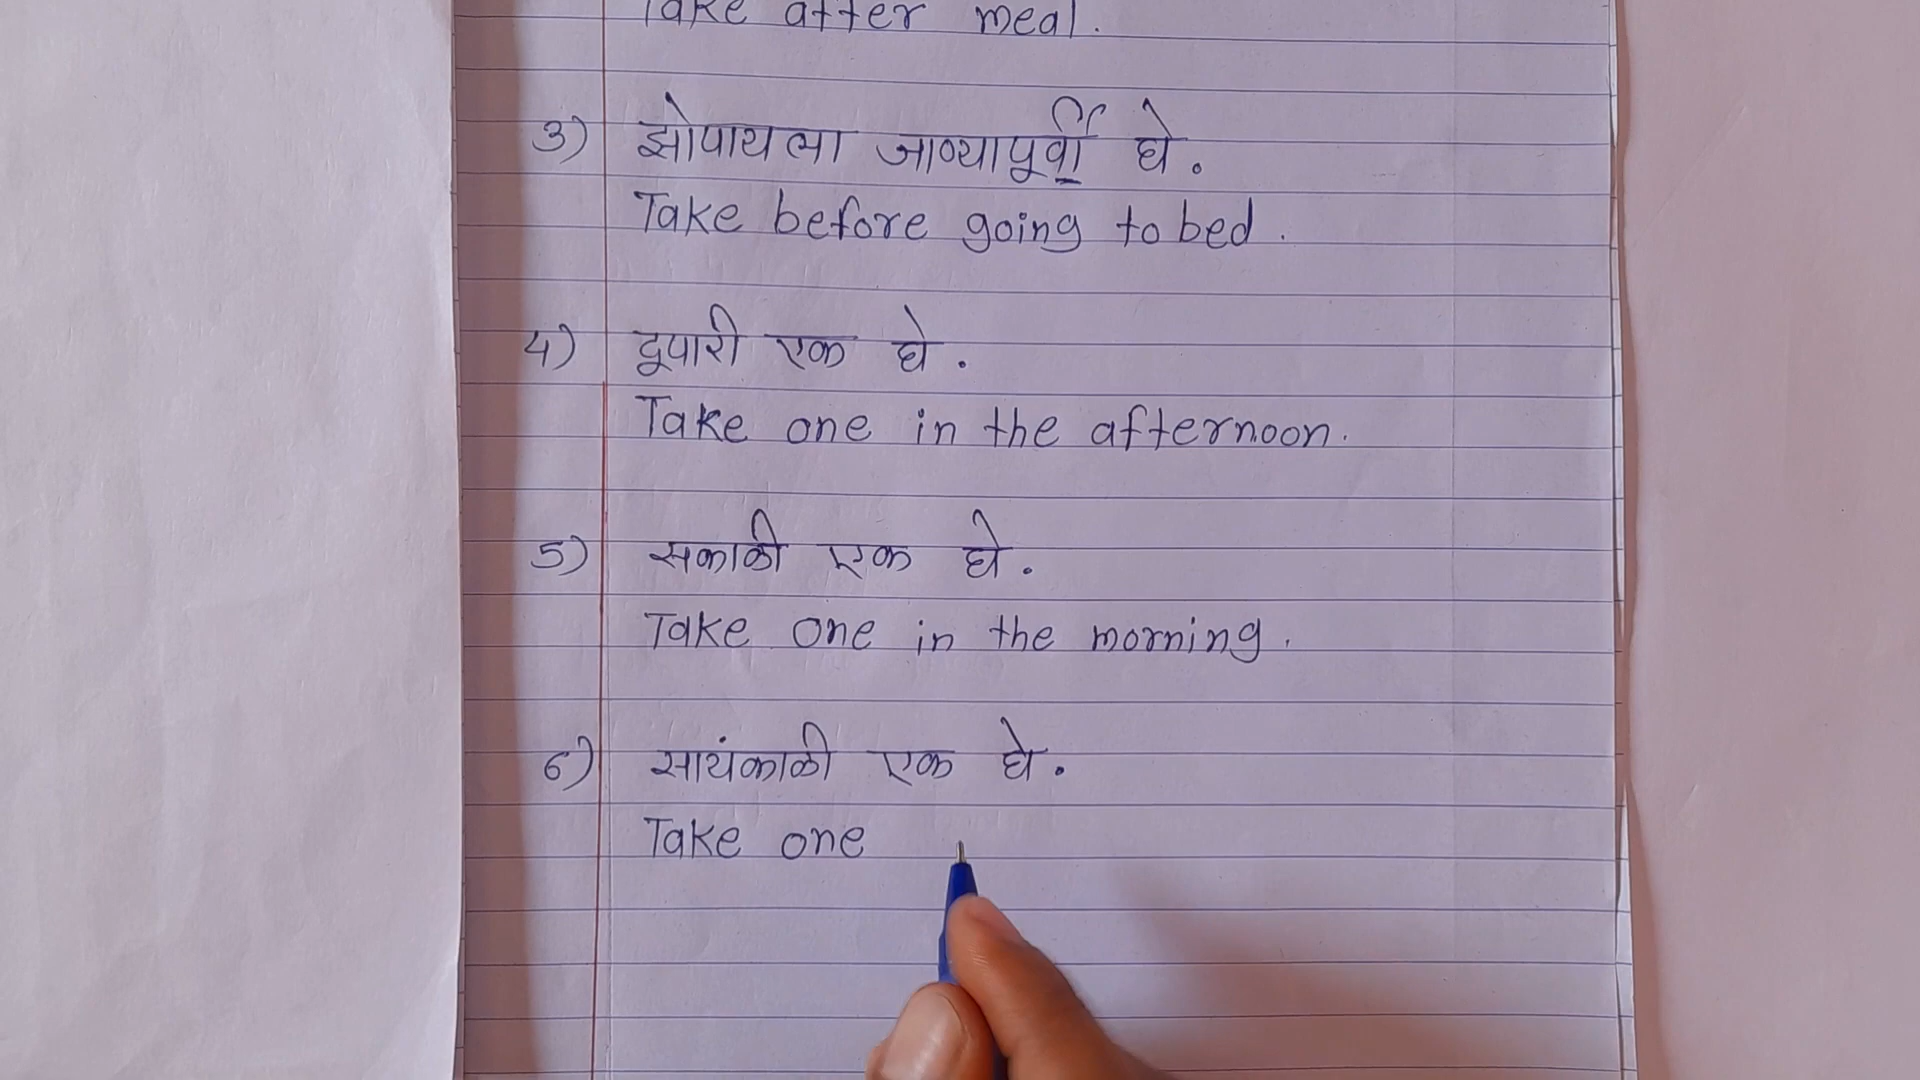 Take after meal.
3) झोपायला जाण्यापूर्वी घे.
Take before going to bed.
4) दूपारी एक घे.
Take one in the afternoon.
5) सकाळी एक घे.
Take one in the morning.
6) सायंकाळी एक घे.
Take one